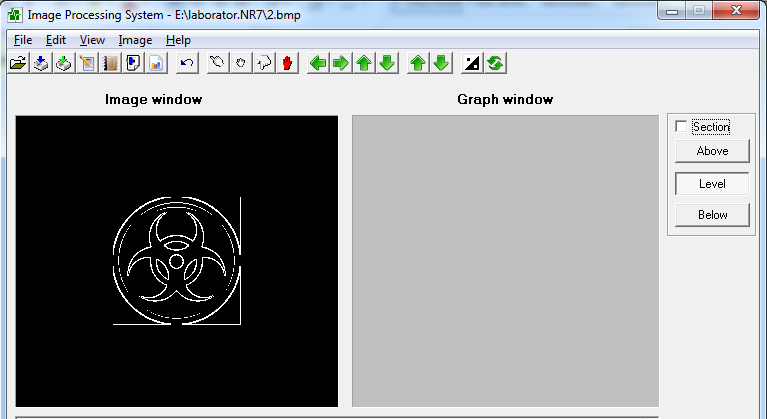 Image Processing System - E:\laborator.NR7\2.bmp
File Edit View Image Help
Image window
Graph window
Section
Above
Level
Below